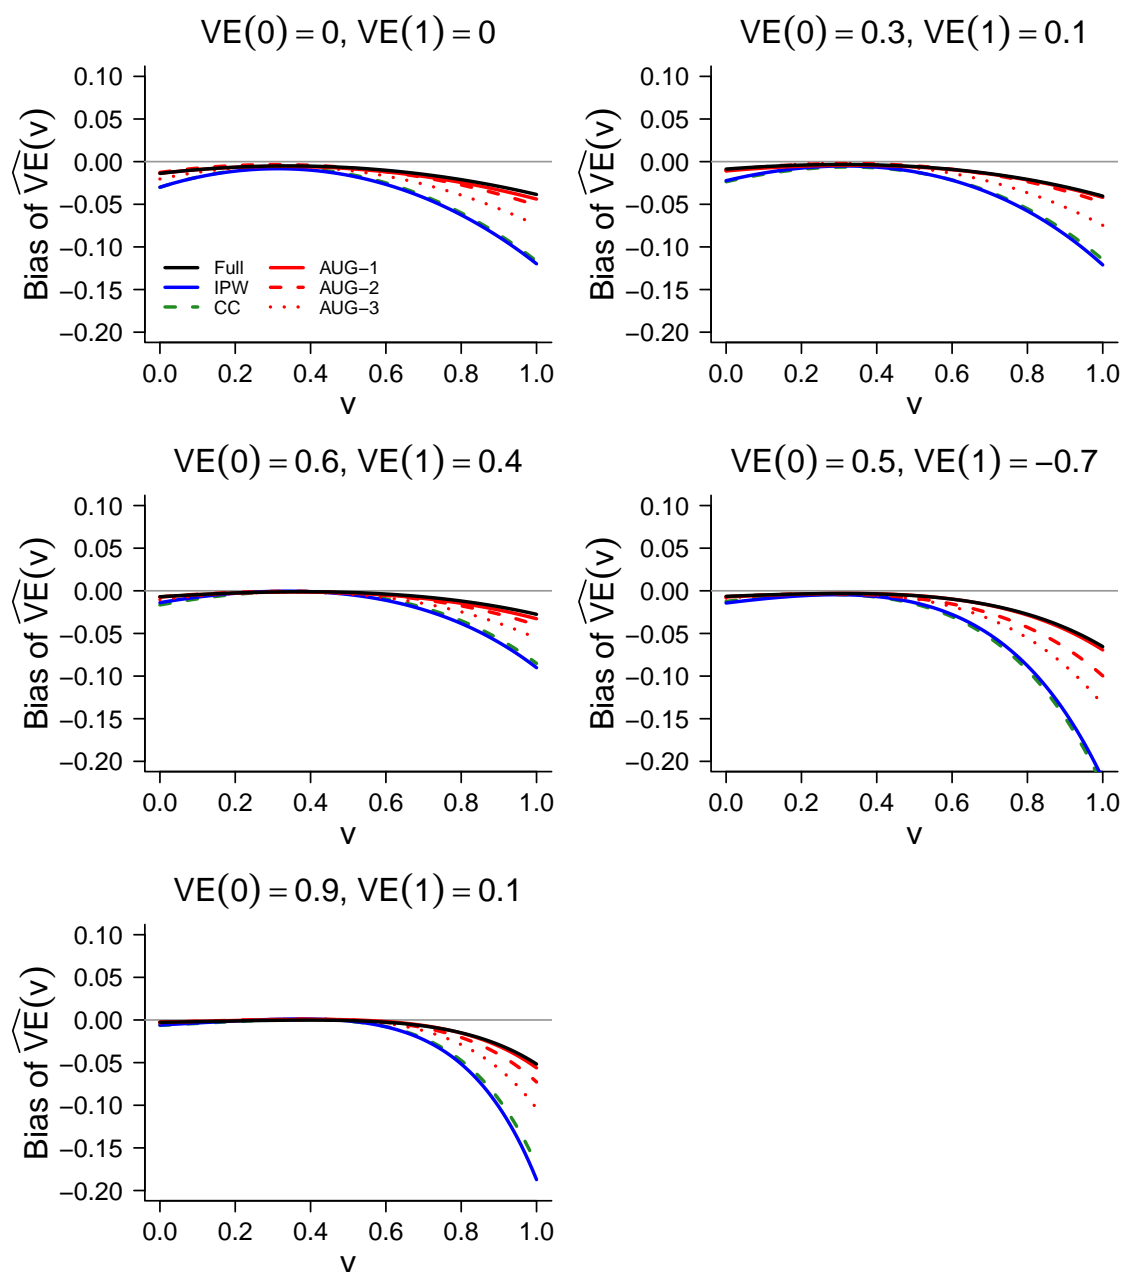 VE(0) = 0, VE(1) = 0
0.10
0.05
0.00
−0.05
−0.10
−0.15
−0.20
Bias of V̂E(v)
Full
IPW
CC
AUG−1
AUG−2
AUG−3
0.0 0.2 0.4 0.6 0.8 1.0
v
VE(0) = 0.3, VE(1) = 0.1
0.10
0.05
0.00
−0.05
−0.10
−0.15
−0.20
Bias of V̂E(v)
0.0 0.2 0.4 0.6 0.8 1.0
v
VE(0) = 0.6, VE(1) = 0.4
0.10
0.05
0.00
−0.05
−0.10
−0.15
−0.20
Bias of V̂E(v)
0.0 0.2 0.4 0.6 0.8 1.0
v
VE(0) = 0.5, VE(1) = −0.7
0.10
0.05
0.00
−0.05
−0.10
−0.15
−0.20
Bias of V̂E(v)
0.0 0.2 0.4 0.6 0.8 1.0
v
VE(0) = 0.9, VE(1) = 0.1
0.10
0.05
0.00
−0.05
−0.10
−0.15
−0.20
Bias of V̂E(v)
0.0 0.2 0.4 0.6 0.8 1.0
v